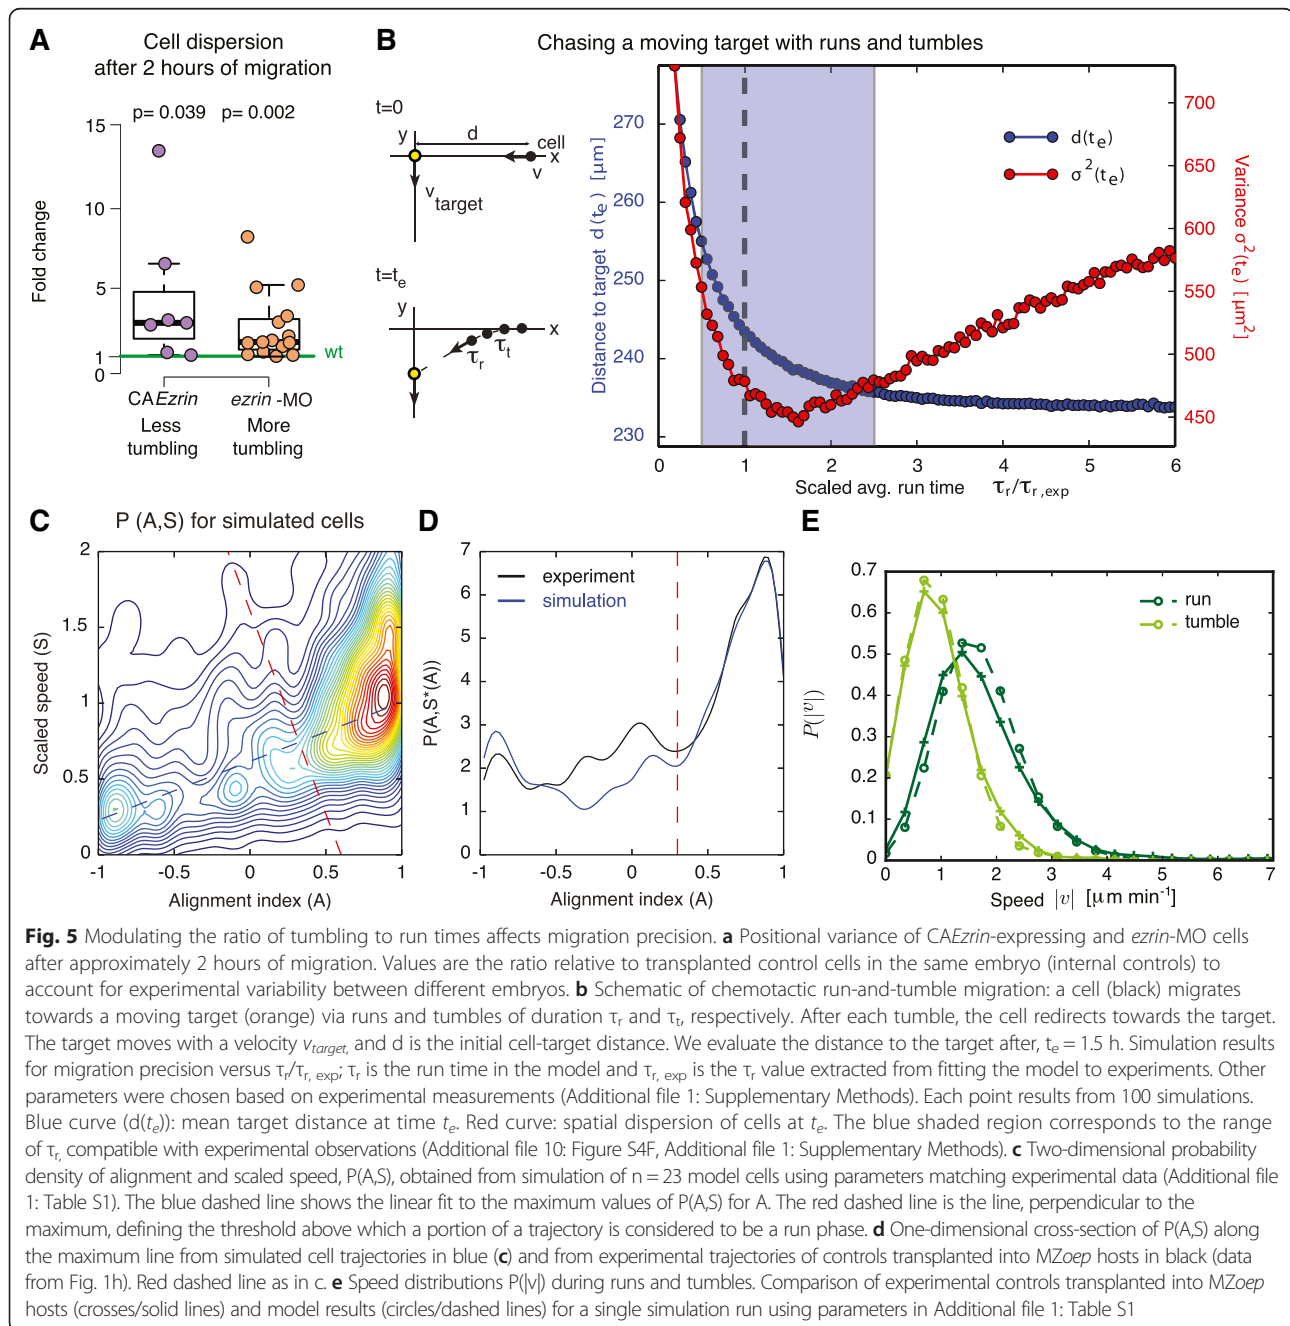 A
Cell dispersion
after 2 hours of migration
p= 0.039 p= 0.002
Fold change
15
10
5
1
0
wt
CAEzrin
Less
tumbling
ezrin -MO
More
tumbling
B
Chasing a moving target with runs and tumbles
t=0
y
d
cell
x
v
v target
t=te
y
x
τr
τt
Distance to target d(te) [µm]
270
260
250
240
230
d(te)
σ²(te)
700
650
600
550
500
450
Variance σ²(te) [µm²]
0 1 2 3 4 5 6
Scaled avg. run time τr/τr,exp
C
P (A,S) for simulated cells
Scaled speed (S)
2
1.5
1
0.5
0
-1 -0.5 0 0.5 1
Alignment index (A)
D
P(A,S*(A))
7
6
5
4
3
2
1
0
experiment
simulation
-1 -0.5 0 0.5 1
Alignment index (A)
E
P(|v|)
0.7
0.6
0.5
0.4
0.3
0.2
0.1
0
run
tumble
0 1 2 3 4 5 6 7
Speed |v| [µm min⁻¹]
Fig. 5 Modulating the ratio of tumbling to run times affects migration precision. a Positional variance of CAEzrin-expressing and ezrin-MO cells
after approximately 2 hours of migration. Values are the ratio relative to transplanted control cells in the same embryo (internal controls) to
account for experimental variability between different embryos. b Schematic of chemotactic run-and-tumble migration: a cell (black) migrates
towards a moving target (orange) via runs and tumbles of duration τr and τt, respectively. After each tumble, the cell redirects towards the target.
The target moves with a velocity vtarget, and d is the initial cell-target distance. We evaluate the distance to the target after, te = 1.5 h. Simulation results
for migration precision versus τr/τr, exp; τr is the run time in the model and τr, exp is the τr value extracted from fitting the model to experiments. Other
parameters were chosen based on experimental measurements (Additional file 1: Supplementary Methods). Each point results from 100 simulations.
Blue curve (d(te)): mean target distance at time te. Red curve: spatial dispersion of cells at te. The blue shaded region corresponds to the range
of τr, compatible with experimental observations (Additional file 10: Figure S4F, Additional file 1: Supplementary Methods). c Two-dimensional probability
density of alignment and scaled speed, P(A,S), obtained from simulation of n = 23 model cells using parameters matching experimental data (Additional file
1: Table S1). The blue dashed line shows the linear fit to the maximum values of P(A,S) for A. The red dashed line is the line, perpendicular to the
maximum, defining the threshold above which a portion of a trajectory is considered to be a run phase. d One-dimensional cross-section of P(A,S) along
the maximum line from simulated cell trajectories in blue (c) and from experimental trajectories of controls transplanted into MZoep hosts in black (data
from Fig. 1h). Red dashed line as in c. e Speed distributions P(|v|) during runs and tumbles. Comparison of experimental controls transplanted into MZoep
hosts (crosses/solid lines) and model results (circles/dashed lines) for a single simulation run using parameters in Additional file 1: Table S1